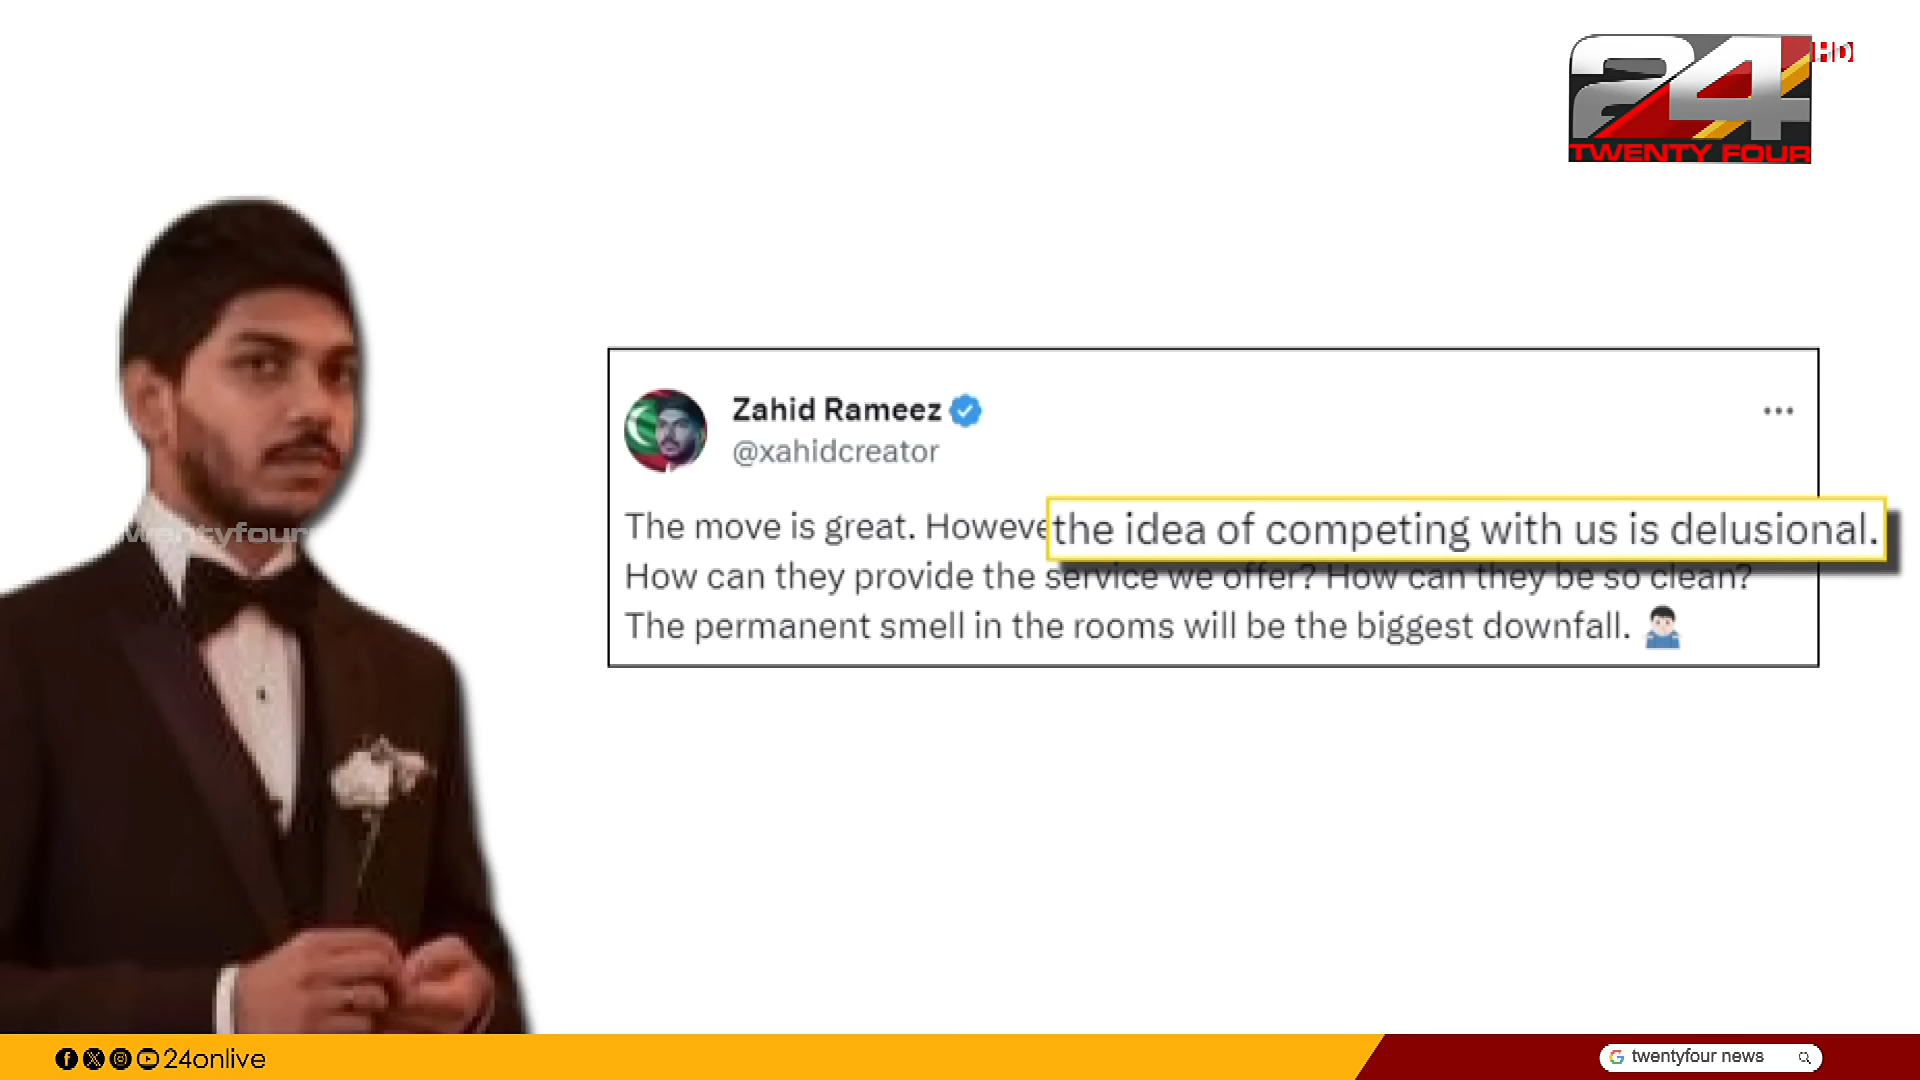 24
HD
TWENTY FOUR
Zahid Rameez
@xahidcreator
The move is great. Howeve the idea of competing with us is delusional.
How can they provide the service we offer? How can they be so clean?
The permanent smell in the rooms will be the biggest downfall.
Twentyfour
24onlive
twentyfour news